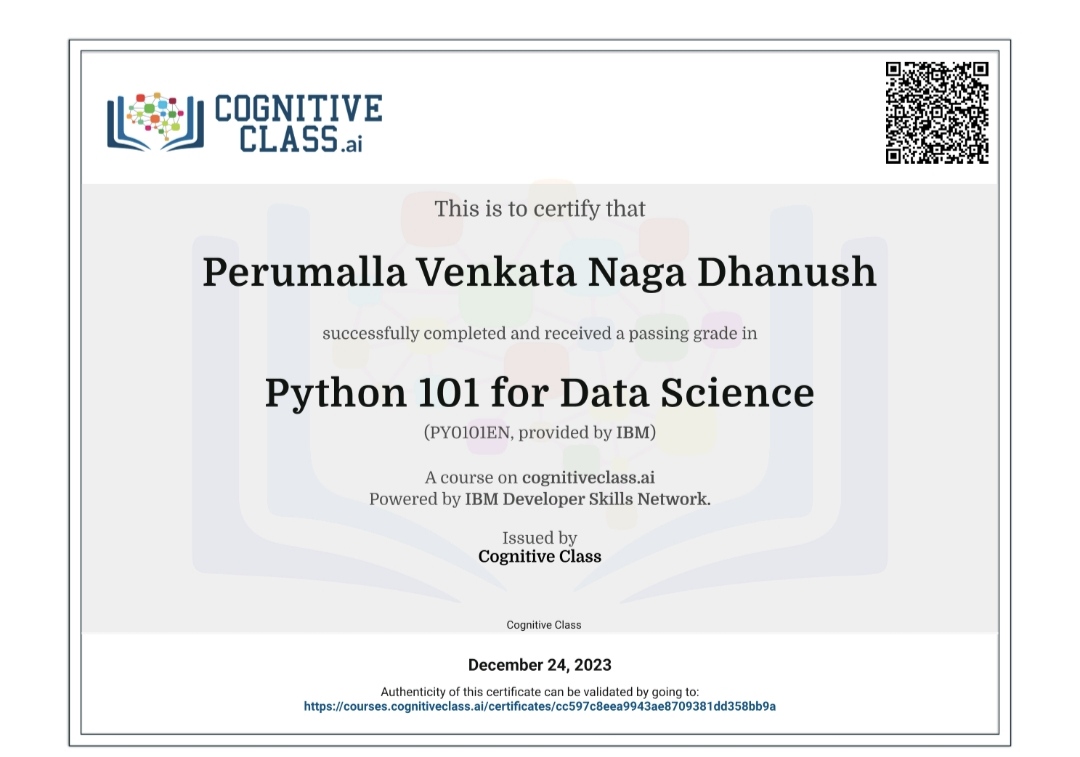 COGNITIVE
CLASS.ai
This is to certify that
Perumalla Venkata Naga Dhanush
successfully completed and received a passing grade in
Python 101 for Data Science
(PY0101EN, provided by IBM)
A course on cognitiveclass.ai
Powered by IBM Developer Skills Network.
Issued by
Cognitive Class
Cognitive Class
December 24, 2023
Authenticity of this certificate can be validated by going to:
https://courses.cognitiveclass.ai/certificates/cc597c8eea9943ae8709381dd358bb9a